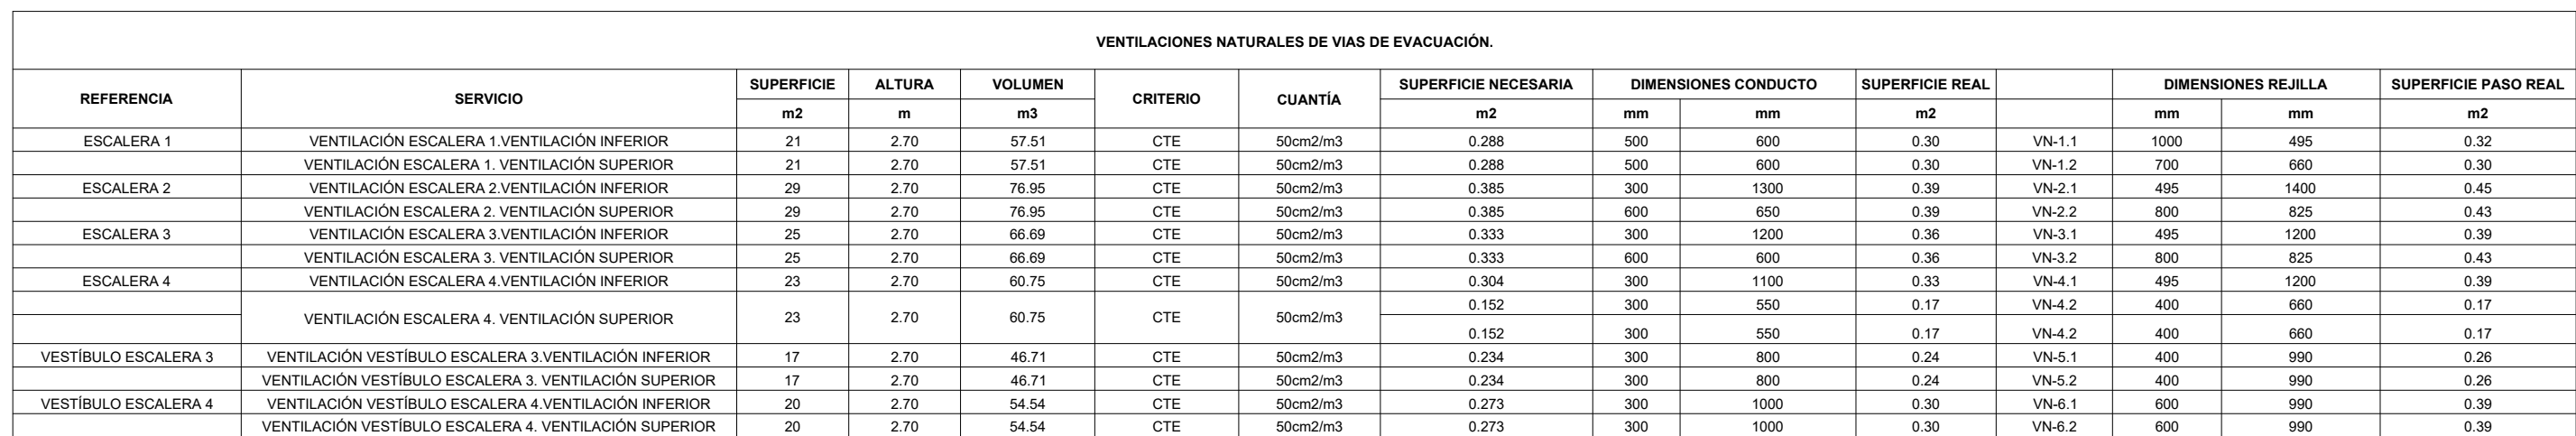 VENTILACIONES NATURALES DE VIAS DE EVACUACIÓN.
REFERENCIA SERVICIO SUPERFICIE ALTURA VOLUMEN CRITERIO CUANTÍA SUPERFICIE NECESARIA DIMENSIONES CONDUCTO SUPERFICIE REAL DIMENSIONES REJILLA SUPERFICIE PASO REAL
m2 m m3 m2 mm mm m2 mm mm m2
ESCALERA 1 VENTILACIÓN ESCALERA 1.VENTILACIÓN INFERIOR 21 2.70 57.51 CTE 50cm2/m3 0.288 500 600 0.30 VN-1.1 1000 495 0.32
VENTILACIÓN ESCALERA 1. VENTILACIÓN SUPERIOR 21 2.70 57.51 CTE 50cm2/m3 0.288 500 600 0.30 VN-1.2 700 660 0.30
ESCALERA 2 VENTILACIÓN ESCALERA 2.VENTILACIÓN INFERIOR 29 2.70 76.95 CTE 50cm2/m3 0.385 300 1300 0.39 VN-2.1 495 1400 0.45
VENTILACIÓN ESCALERA 2. VENTILACIÓN SUPERIOR 29 2.70 76.95 CTE 50cm2/m3 0.385 600 650 0.39 VN-2.2 800 825 0.43
ESCALERA 3 VENTILACIÓN ESCALERA 3.VENTILACIÓN INFERIOR 25 2.70 66.69 CTE 50cm2/m3 0.333 300 1200 0.36 VN-3.1 495 1200 0.39
VENTILACIÓN ESCALERA 3. VENTILACIÓN SUPERIOR 25 2.70 66.69 CTE 50cm2/m3 0.333 600 600 0.36 VN-3.2 800 825 0.43
ESCALERA 4 VENTILACIÓN ESCALERA 4.VENTILACIÓN INFERIOR 23 2.70 60.75 CTE 50cm2/m3 0.304 300 1100 0.33 VN-4.1 495 1200 0.39
VENTILACIÓN ESCALERA 4. VENTILACIÓN SUPERIOR 23 2.70 60.75 CTE 50cm2/m3 0.152 300 550 0.17 VN-4.2 400 660 0.17
0.152 300 550 0.17 VN-4.2 400 660 0.17
VESTÍBULO ESCALERA 3 VENTILACIÓN VESTÍBULO ESCALERA 3.VENTILACIÓN INFERIOR 17 2.70 46.71 CTE 50cm2/m3 0.234 300 800 0.24 VN-5.1 400 990 0.26
VENTILACIÓN VESTÍBULO ESCALERA 3. VENTILACIÓN SUPERIOR 17 2.70 46.71 CTE 50cm2/m3 0.234 300 800 0.24 VN-5.2 400 990 0.26
VESTÍBULO ESCALERA 4 VENTILACIÓN VESTÍBULO ESCALERA 4.VENTILACIÓN INFERIOR 20 2.70 54.54 CTE 50cm2/m3 0.273 300 1000 0.30 VN-6.1 600 990 0.39
VENTILACIÓN VESTÍBULO ESCALERA 4. VENTILACIÓN SUPERIOR 20 2.70 54.54 CTE 50cm2/m3 0.273 300 1000 0.30 VN-6.2 600 990 0.39